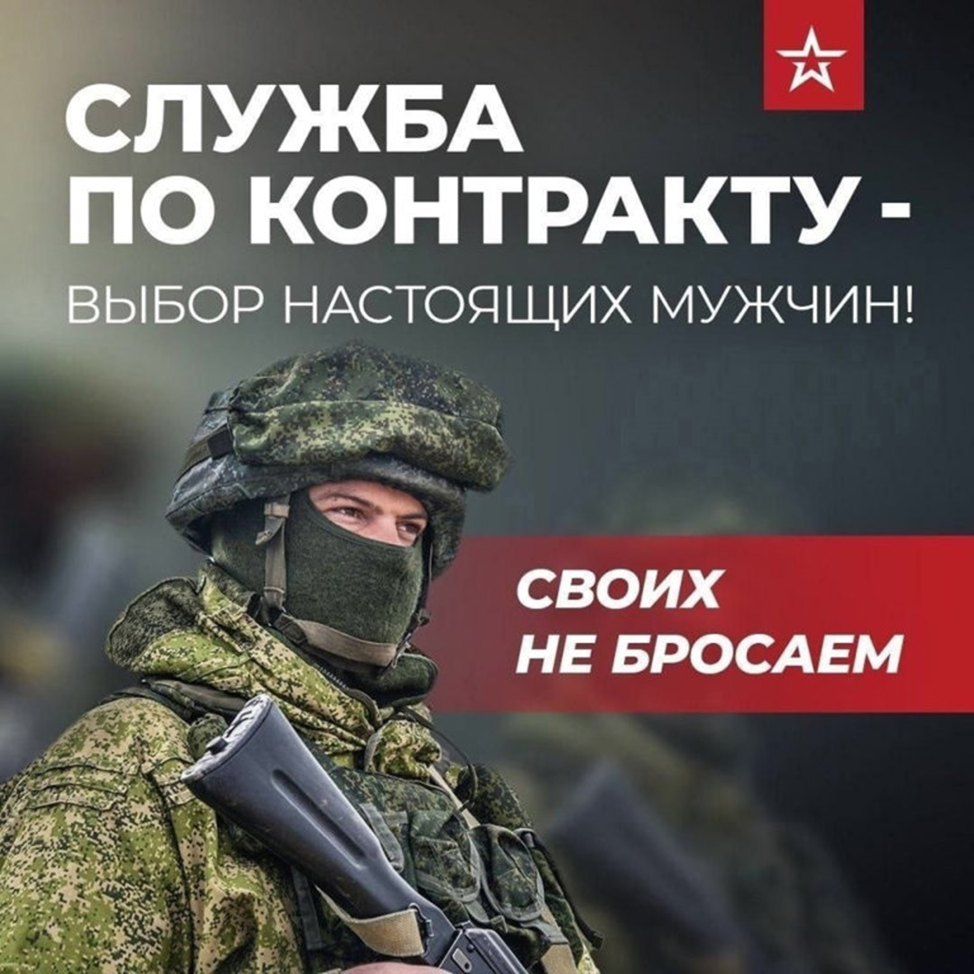 СЛУЖБА
ПО КОНТРАКТУ -
ВЫБОР НАСТОЯЩИХ МУЖЧИН!
СВОИХ
НЕ БРОСАЕМ